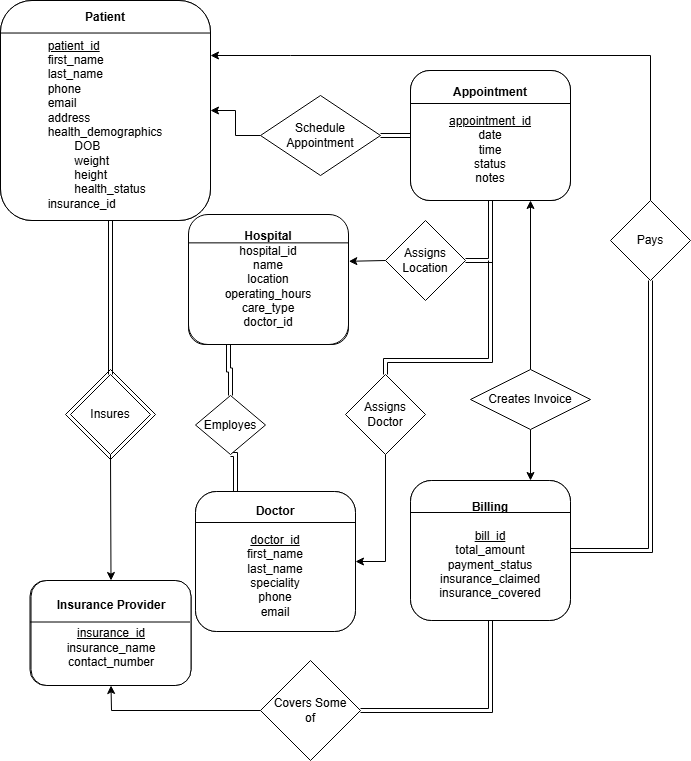 Patient
patient_id
first_name
last_name
phone
email
address
health_demographics
DOB
weight
height
health_status
insurance_id
Schedule
Appointment
Appointment
appointment_id
date
time
status
notes
Hospital
hospital_id
name
location
operating_hours
care_type
doctor_id
Assigns
Location
Pays
Insures
Employes
Assigns
Doctor
Creates Invoice
Doctor
doctor_id
first_name
last_name
speciality
phone
email
Billing
bill_id
total_amount
payment_status
insurance_claimed
insurance_covered
Insurance Provider
insurance_id
insurance_name
contact_number
Covers Some
of